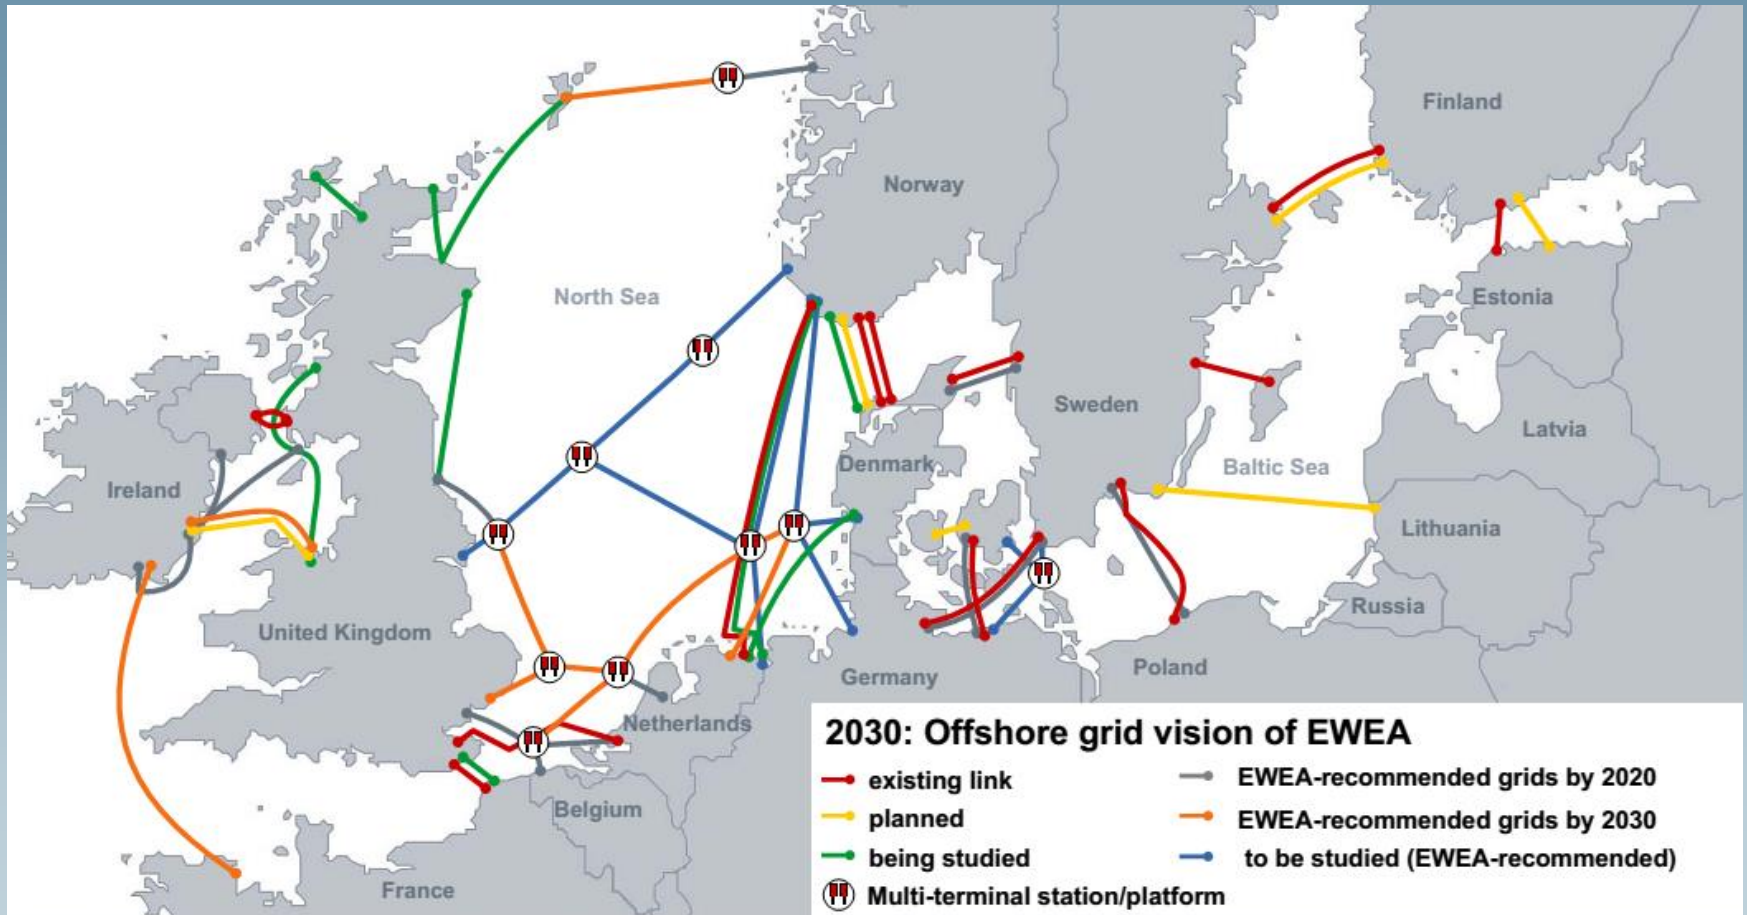 Finland
Norway
North Sea
Estonia
Sweden
Latvia
Denmark
Baltic Sea
Ireland
Lithuania
Russia
United Kingdom
Poland
Germany
Netherlands
Belgium
France
2030: Offshore grid vision of EWEA
existing link
EWEA-recommended grids by 2020
planned
EWEA-recommended grids by 2030
being studied
to be studied (EWEA-recommended)
Multi-terminal station/platform